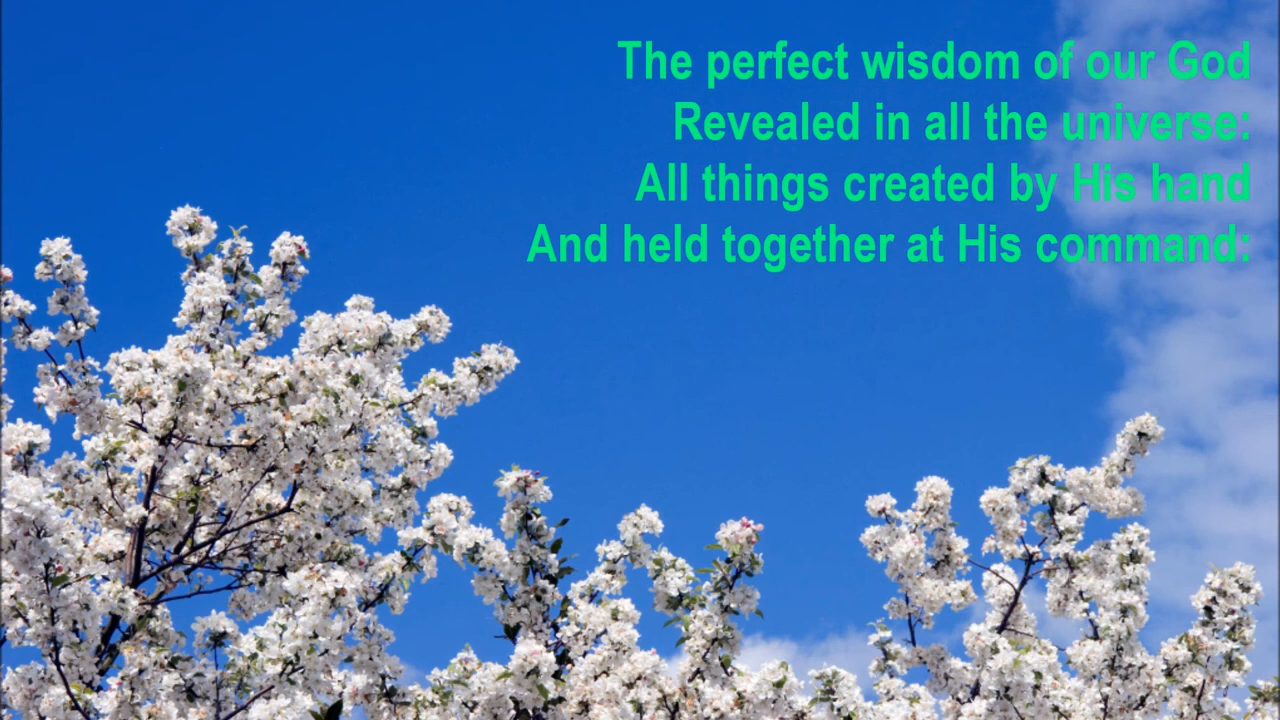 The perfect wisdom of our God
Revealed in all the universe:
All things created by His hand
And held together at His command: